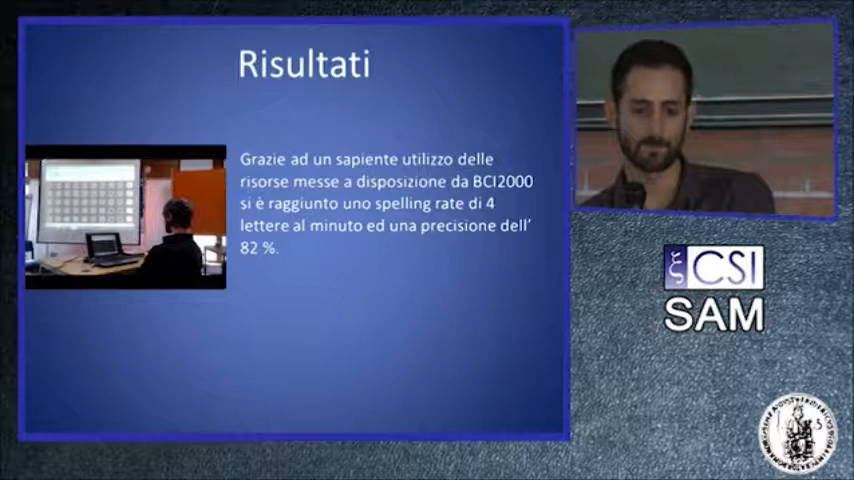 Risultati
Grazie ad un sapiente utilizzo delle
risorse messe a disposizione da BCI2000
si è raggiunto uno spelling rate di 4
lettere al minuto ed una precisione dell'
82 %.
ξCSI
SAM